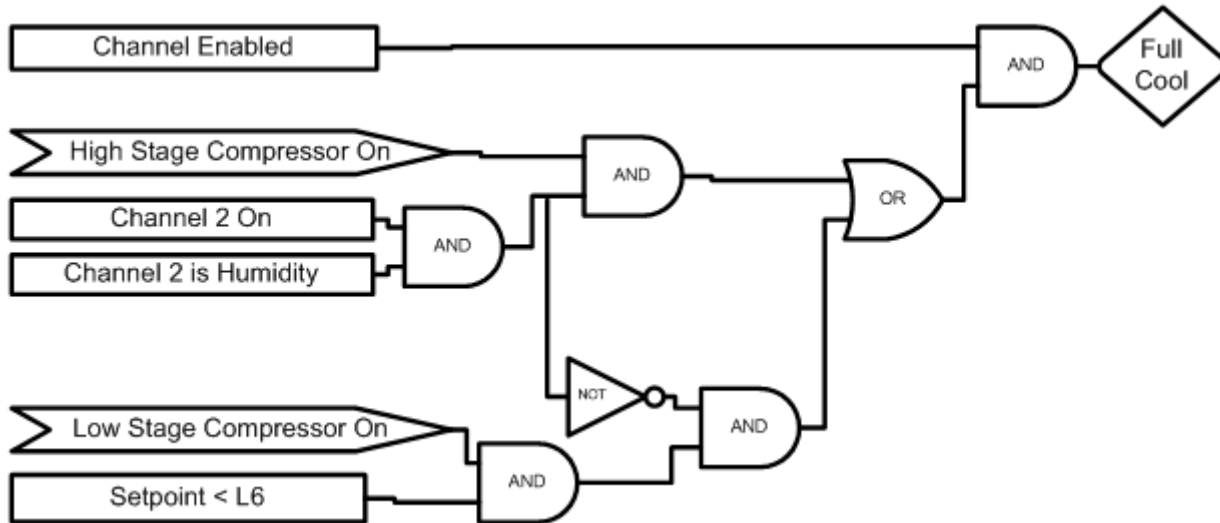 Channel Enabled
AND
Full
Cool
High Stage Compressor On
AND
OR
Channel 2 On
AND
Channel 2 is Humidity
NOT
AND
Low Stage Compressor On
AND
Setpoint < L6